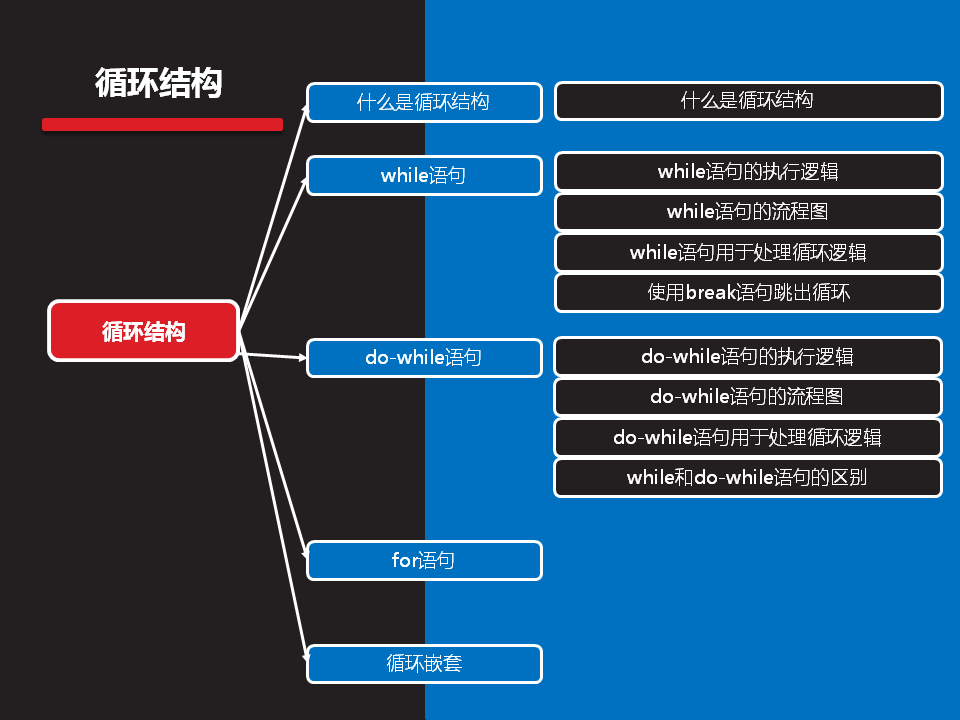 循环结构
循环结构
什么是循环结构
什么是循环结构
while语句
while语句的执行逻辑
while语句的流程图
while语句用于处理循环逻辑
使用break语句跳出循环
do-while语句
do-while语句的执行逻辑
do-while语句的流程图
do-while语句用于处理循环逻辑
while和do-while语句的区别
for语句
循环嵌套